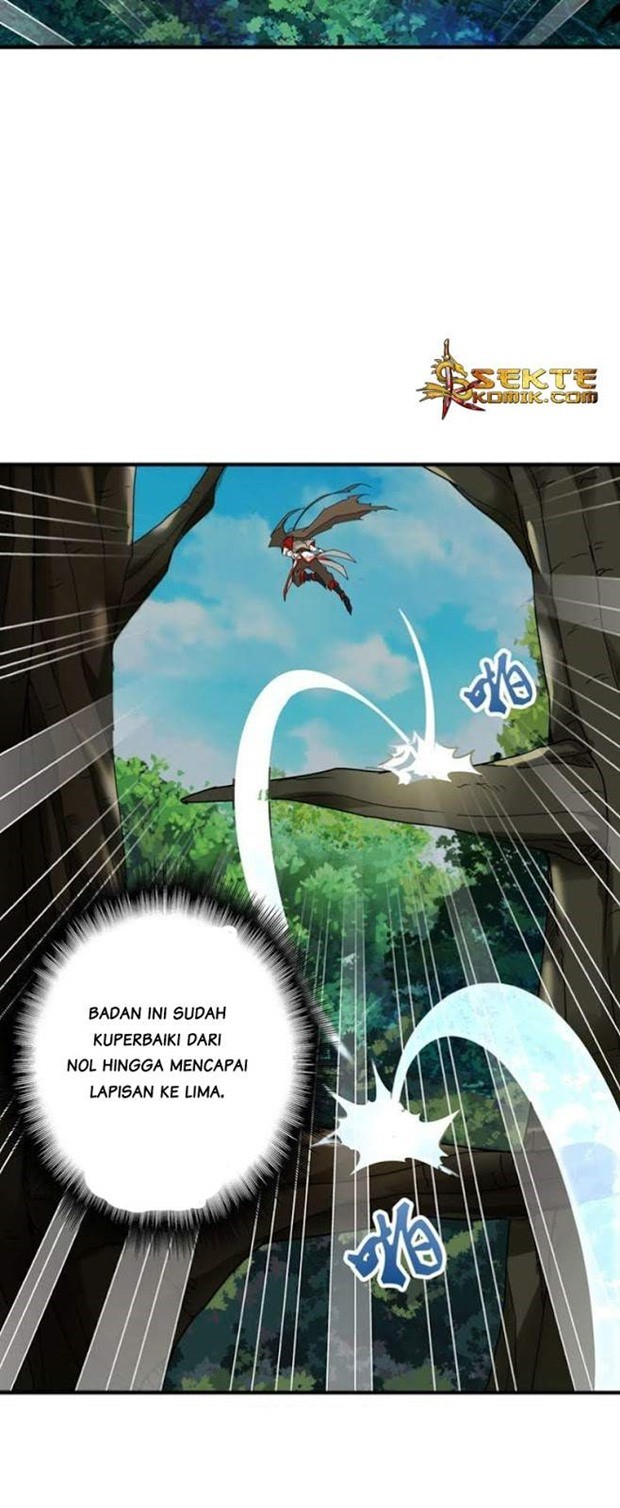 SEKTE
KOMIK.COM
啪
BADAN INI SUDAH
KUPERBAIKI DARI
NOL HINGGA MENCAPAI
LAPISAN KE LIMA.
啪